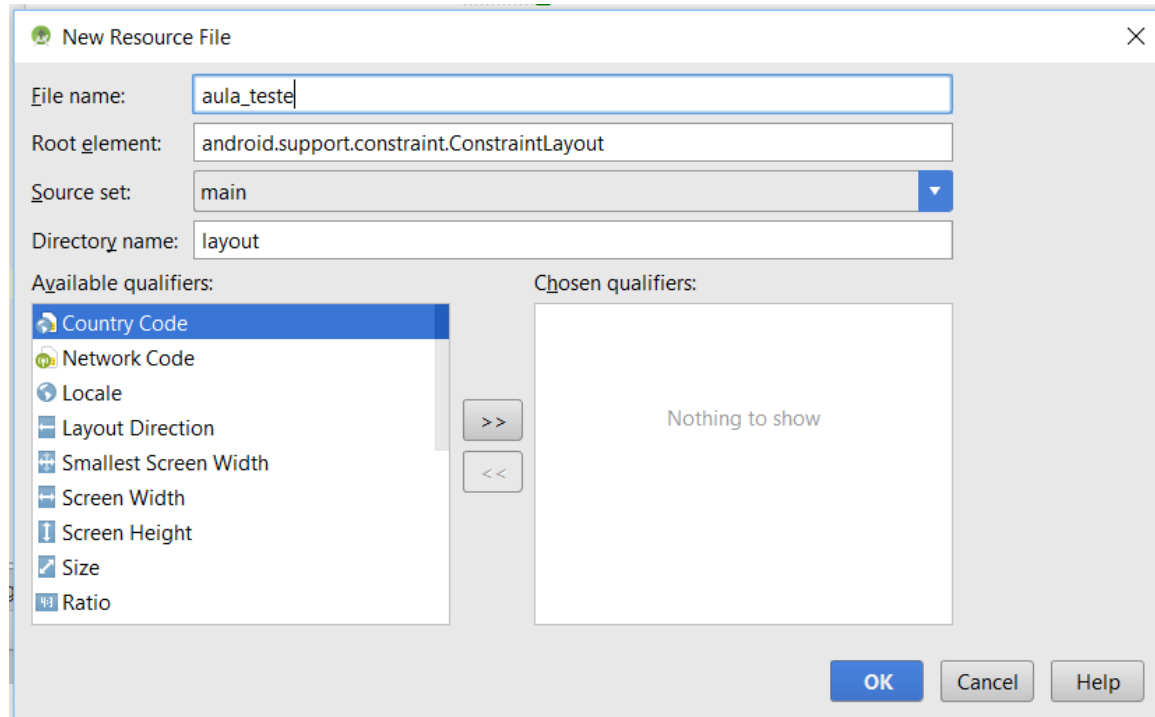 New Resource File
File name: aula_teste
Root element: android.support.constraint.ConstraintLayout
Source set: main
Directory name: layout
Available qualifiers: Chosen qualifiers:
Country Code
Network Code
Locale
Layout Direction
Smallest Screen Width
Screen Width
Screen Height
Size
Ratio
>>
<<
Nothing to show
OK Cancel Help